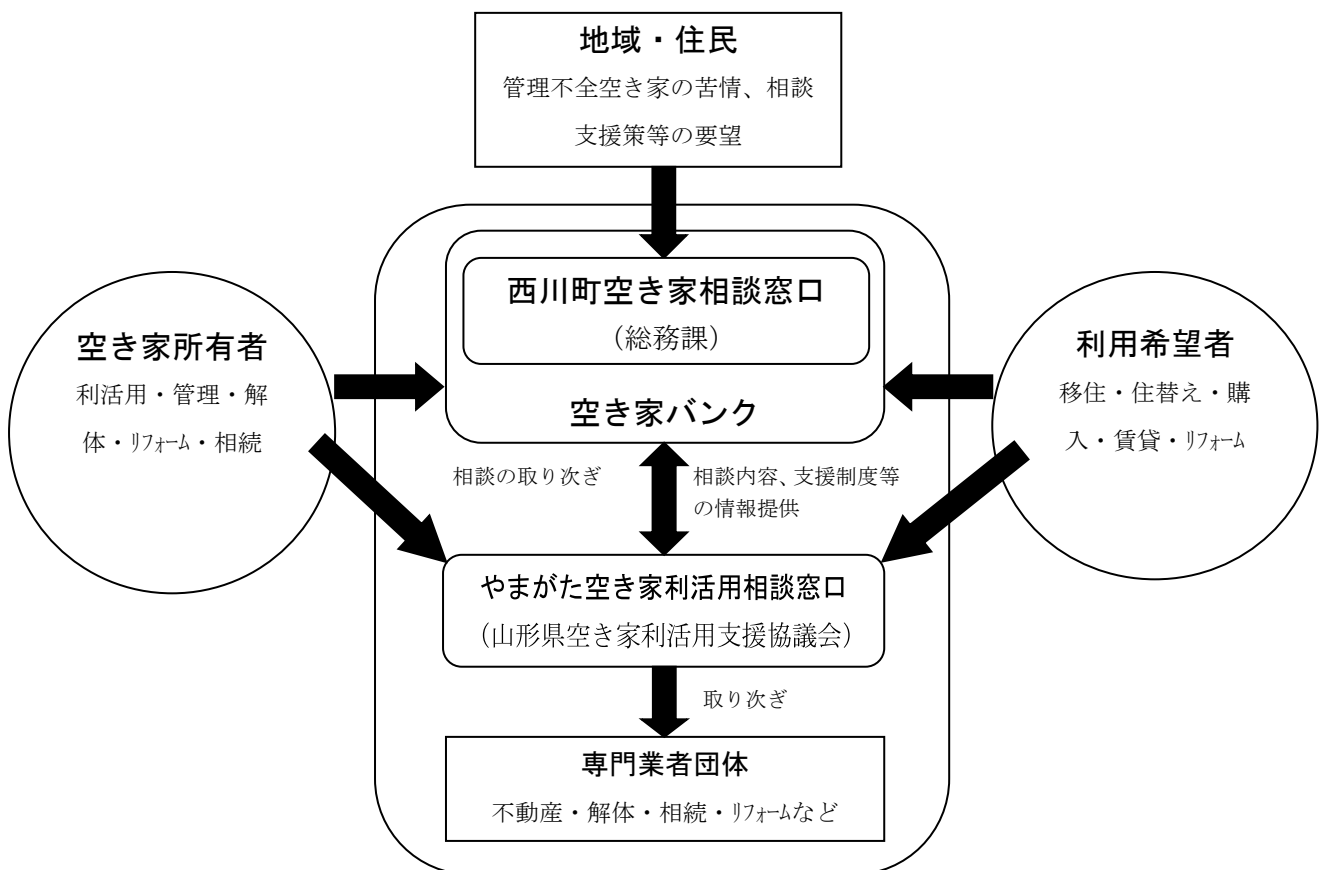 地域・住民
管理不全空き家の苦情、相談
支援策等の要望
西川町空き家相談窓口
（総務課）
空き家バンク
空き家所有者
利活用・管理・解
体・ﾘﾌｫｰﾑ・相続
利用希望者
移住・住替え・購
入・賃貸・ﾘﾌｫｰﾑ
相談の取り次ぎ
相談内容、支援制度等
の情報提供
やまがた空き家利活用相談窓口
（山形県空き家利活用支援協議会）
取り次ぎ
専門業者団体
不動産・解体・相続・ﾘﾌｫｰﾑなど